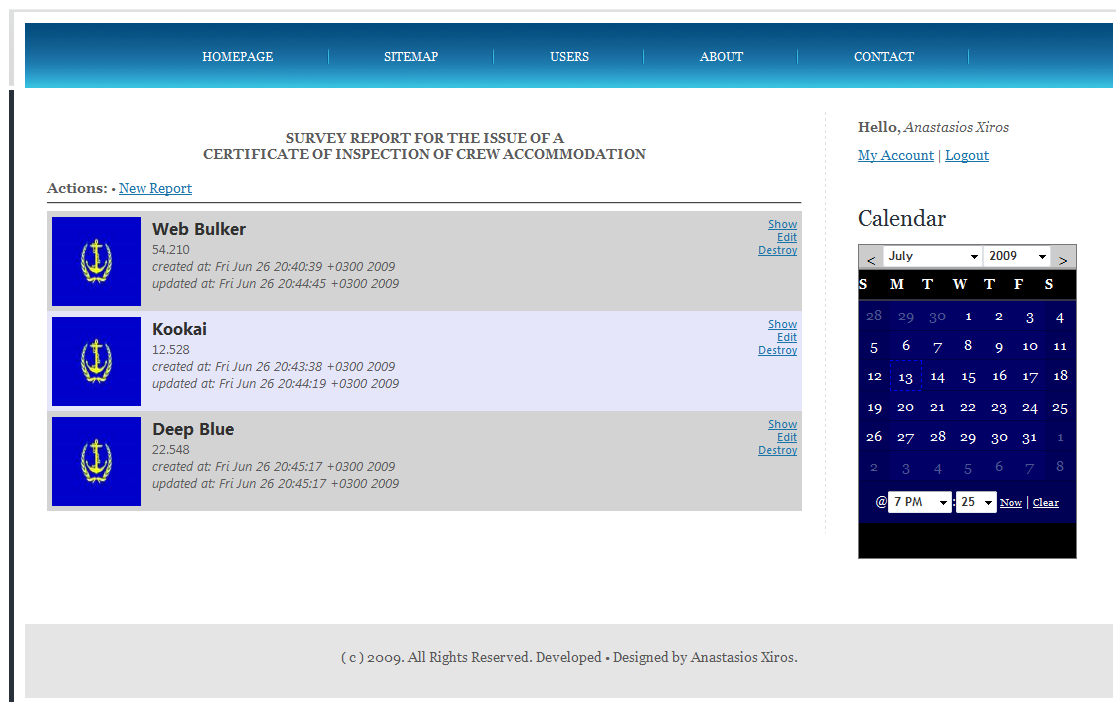 HOMEPAGE SITEMAP USERS ABOUT CONTACT
SURVEY REPORT FOR THE ISSUE OF A
CERTIFICATE OF INSPECTION OF CREW ACCOMMODATION
Actions: • New Report
Web Bulker
54.210
created at: Fri Jun 26 20:40:39 +0300 2009
updated at: Fri Jun 26 20:44:45 +0300 2009
Show
Edit
Destroy
Kookai
12.528
created at: Fri Jun 26 20:43:38 +0300 2009
updated at: Fri Jun 26 20:44:19 +0300 2009
Show
Edit
Destroy
Deep Blue
22.548
created at: Fri Jun 26 20:45:17 +0300 2009
updated at: Fri Jun 26 20:45:17 +0300 2009
Show
Edit
Destroy
Hello, Anastasios Xiros
My Account | Logout
Calendar
< July 2009 >
S M T W T F S
28 29 30 1 2 3 4
5 6 7 8 9 10 11
12 13 14 15 16 17 18
19 20 21 22 23 24 25
26 27 28 29 30 31 1
2 3 4 5 6 7 8
@ 7 PM : 25 Now | Clear
( c ) 2009. All Rights Reserved. Developed • Designed by Anastasios Xiros.